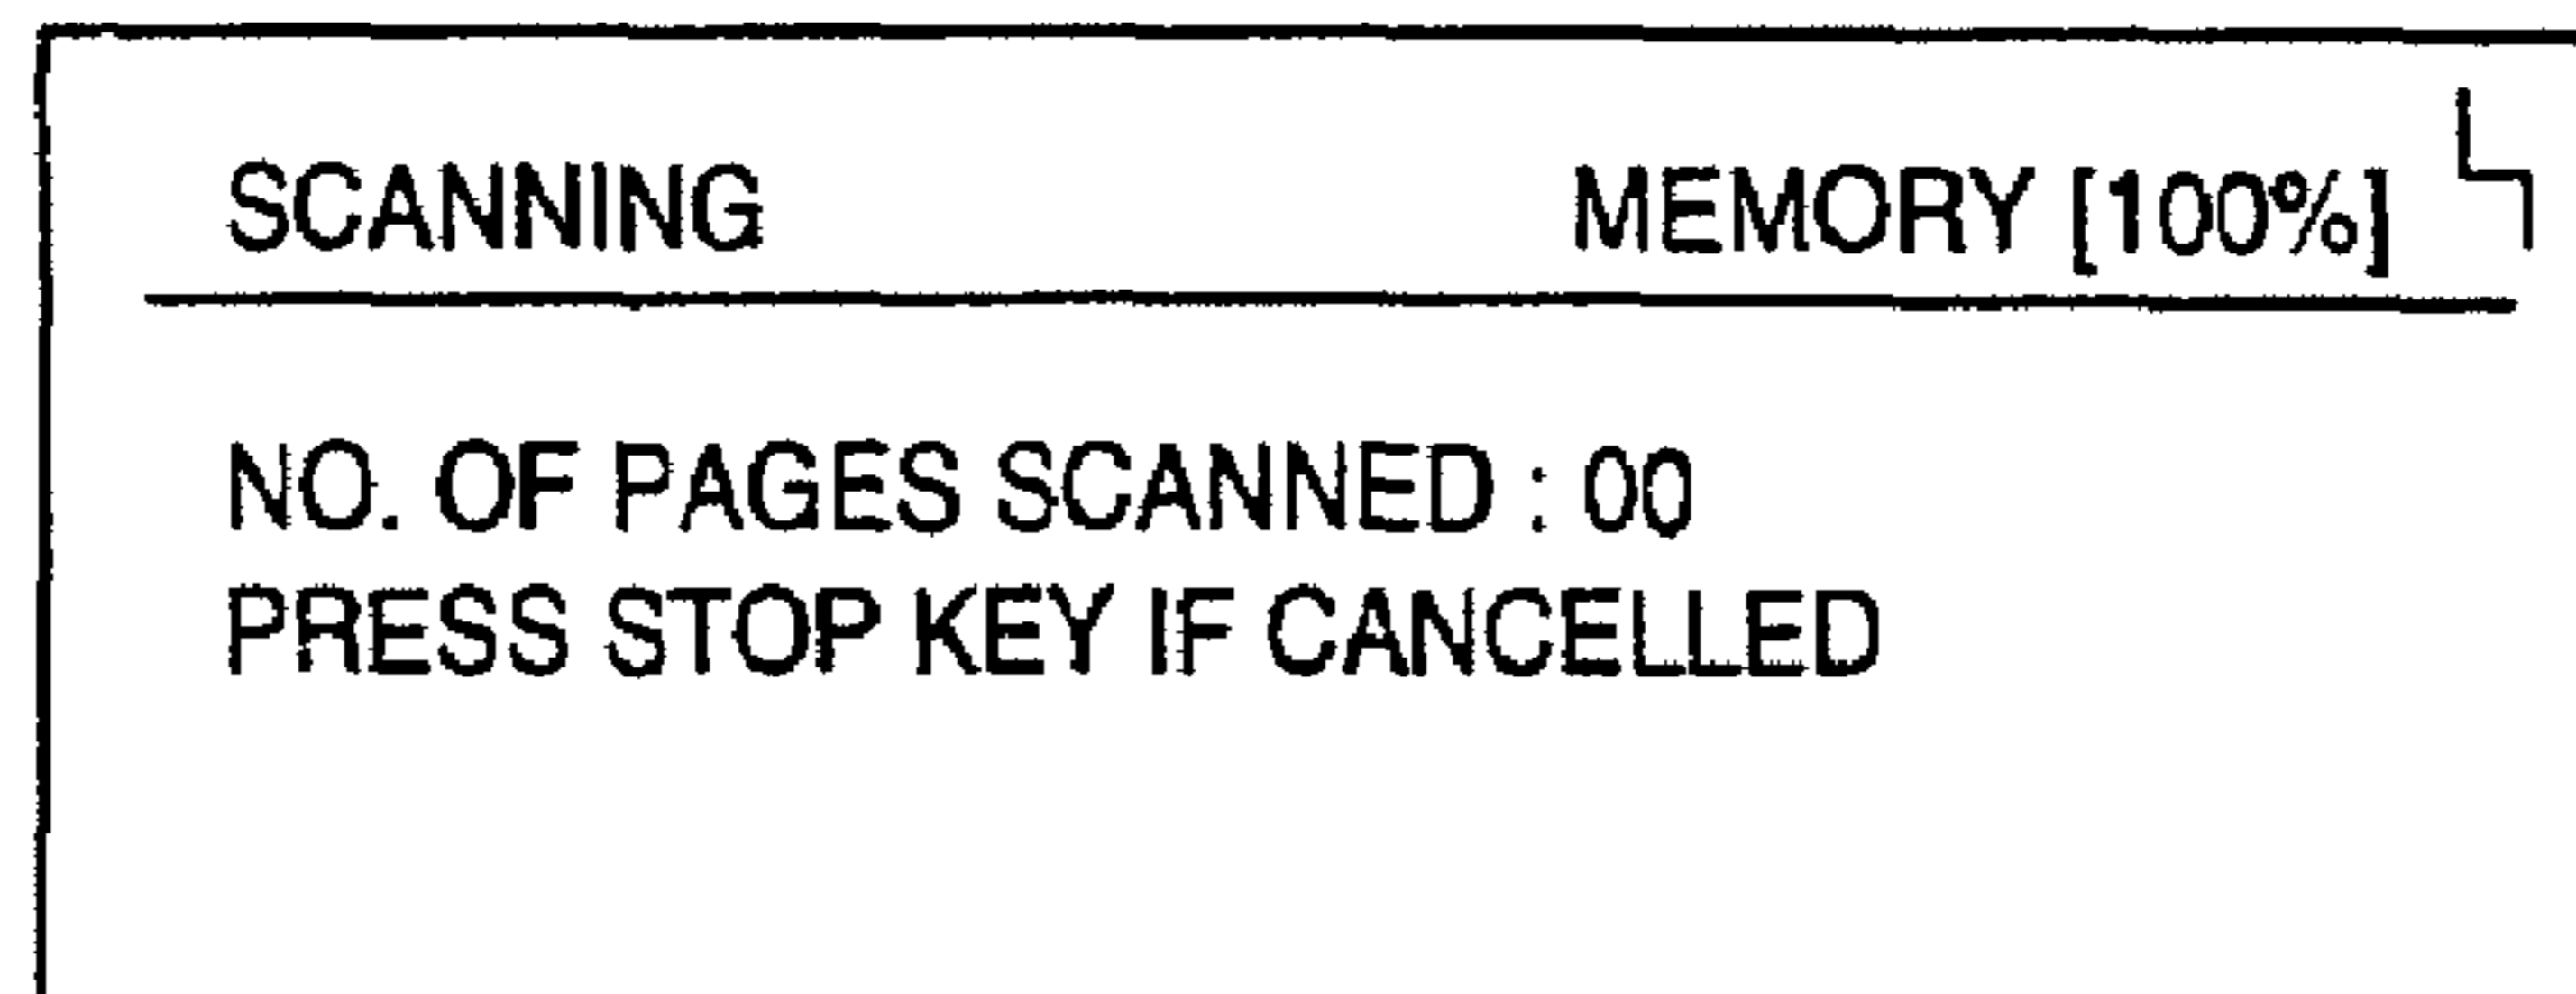 SCANNING MEMORY [100%]
NO. OF PAGES SCANNED : 00
PRESS STOP KEY IF CANCELLED